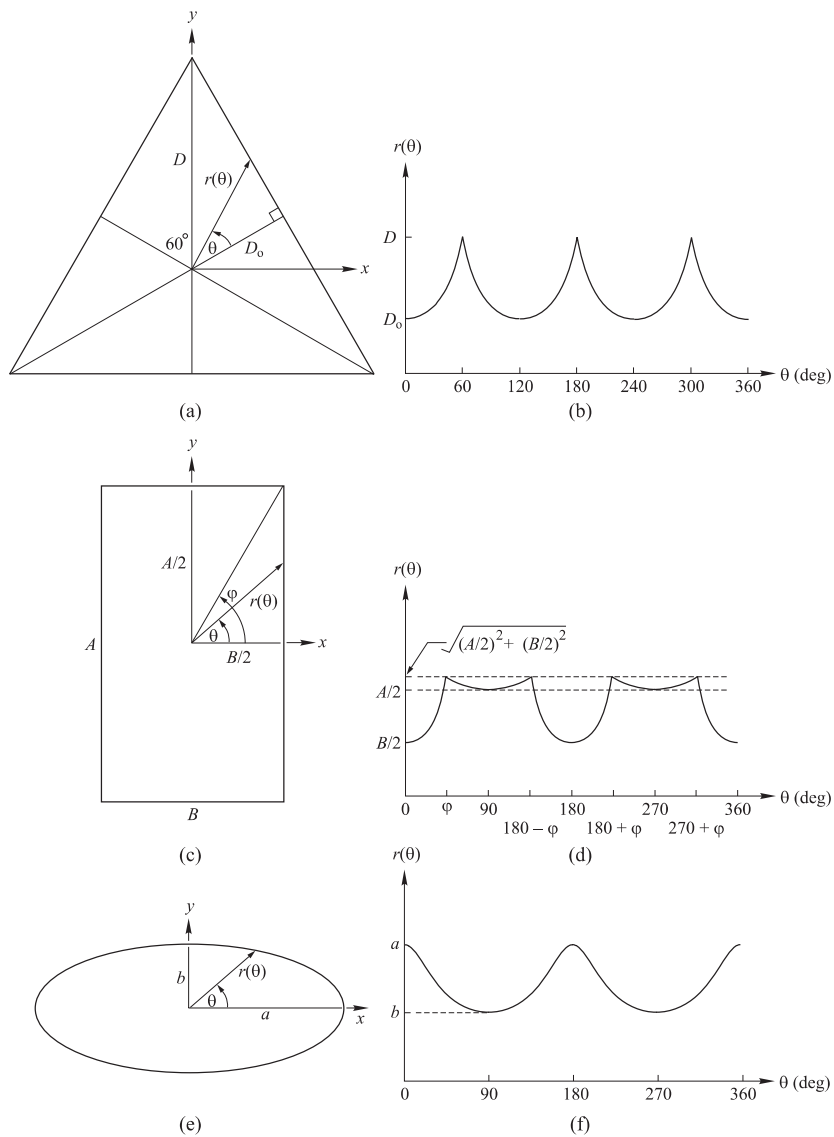 y
D
r(θ)
60°
θ
D₀
x
(a)
r(θ)
D
D₀
0 60 120 180 240 300 360 θ (deg)
(b)
y
A/2
φ
r(θ)
θ
x
B/2
A
B
(c)
r(θ)
√(A/2)² + (B/2)²
A/2
B/2
0 φ 90 180 270 360 θ (deg)
180 – φ 180 + φ 270 + φ
(d)
y
b
r(θ)
θ
a
x
(e)
r(θ)
a
b
0 90 180 270 360 θ (deg)
(f)